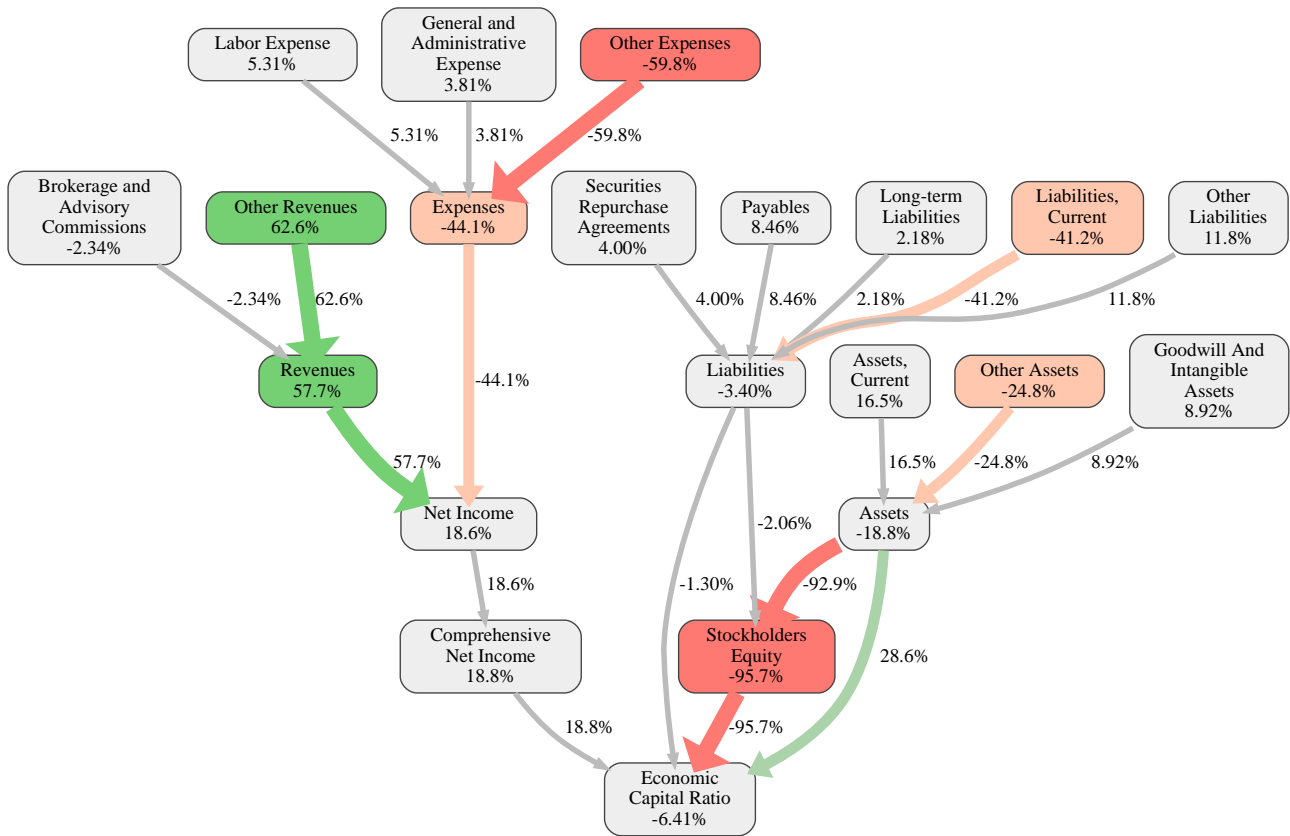 Labor Expense
5.31%
General and
Administrative
Expense
3.81%
Other Expenses
-59.8%
5.31%
3.81%
-59.8%
Brokerage and
Advisory
Commissions
-2.34%
Other Revenues
62.6%
Expenses
-44.1%
Securities
Repurchase
Agreements
4.00%
Payables
8.46%
Long-term
Liabilities
2.18%
Liabilities,
Current
-41.2%
Other
Liabilities
11.8%
-2.34%
62.6%
4.00%
8.46%
2.18%
-41.2%
11.8%
Revenues
57.7%
-44.1%
Liabilities
-3.40%
Assets,
Current
16.5%
Other Assets
-24.8%
Goodwill And
Intangible
Assets
8.92%
57.7%
16.5%
-24.8%
8.92%
Net Income
18.6%
-2.06%
Assets
-18.8%
18.6%
-1.30%
-92.9%
Comprehensive
Net Income
18.8%
Stockholders
Equity
-95.7%
28.6%
18.8%
-95.7%
Economic
Capital Ratio
-6.41%